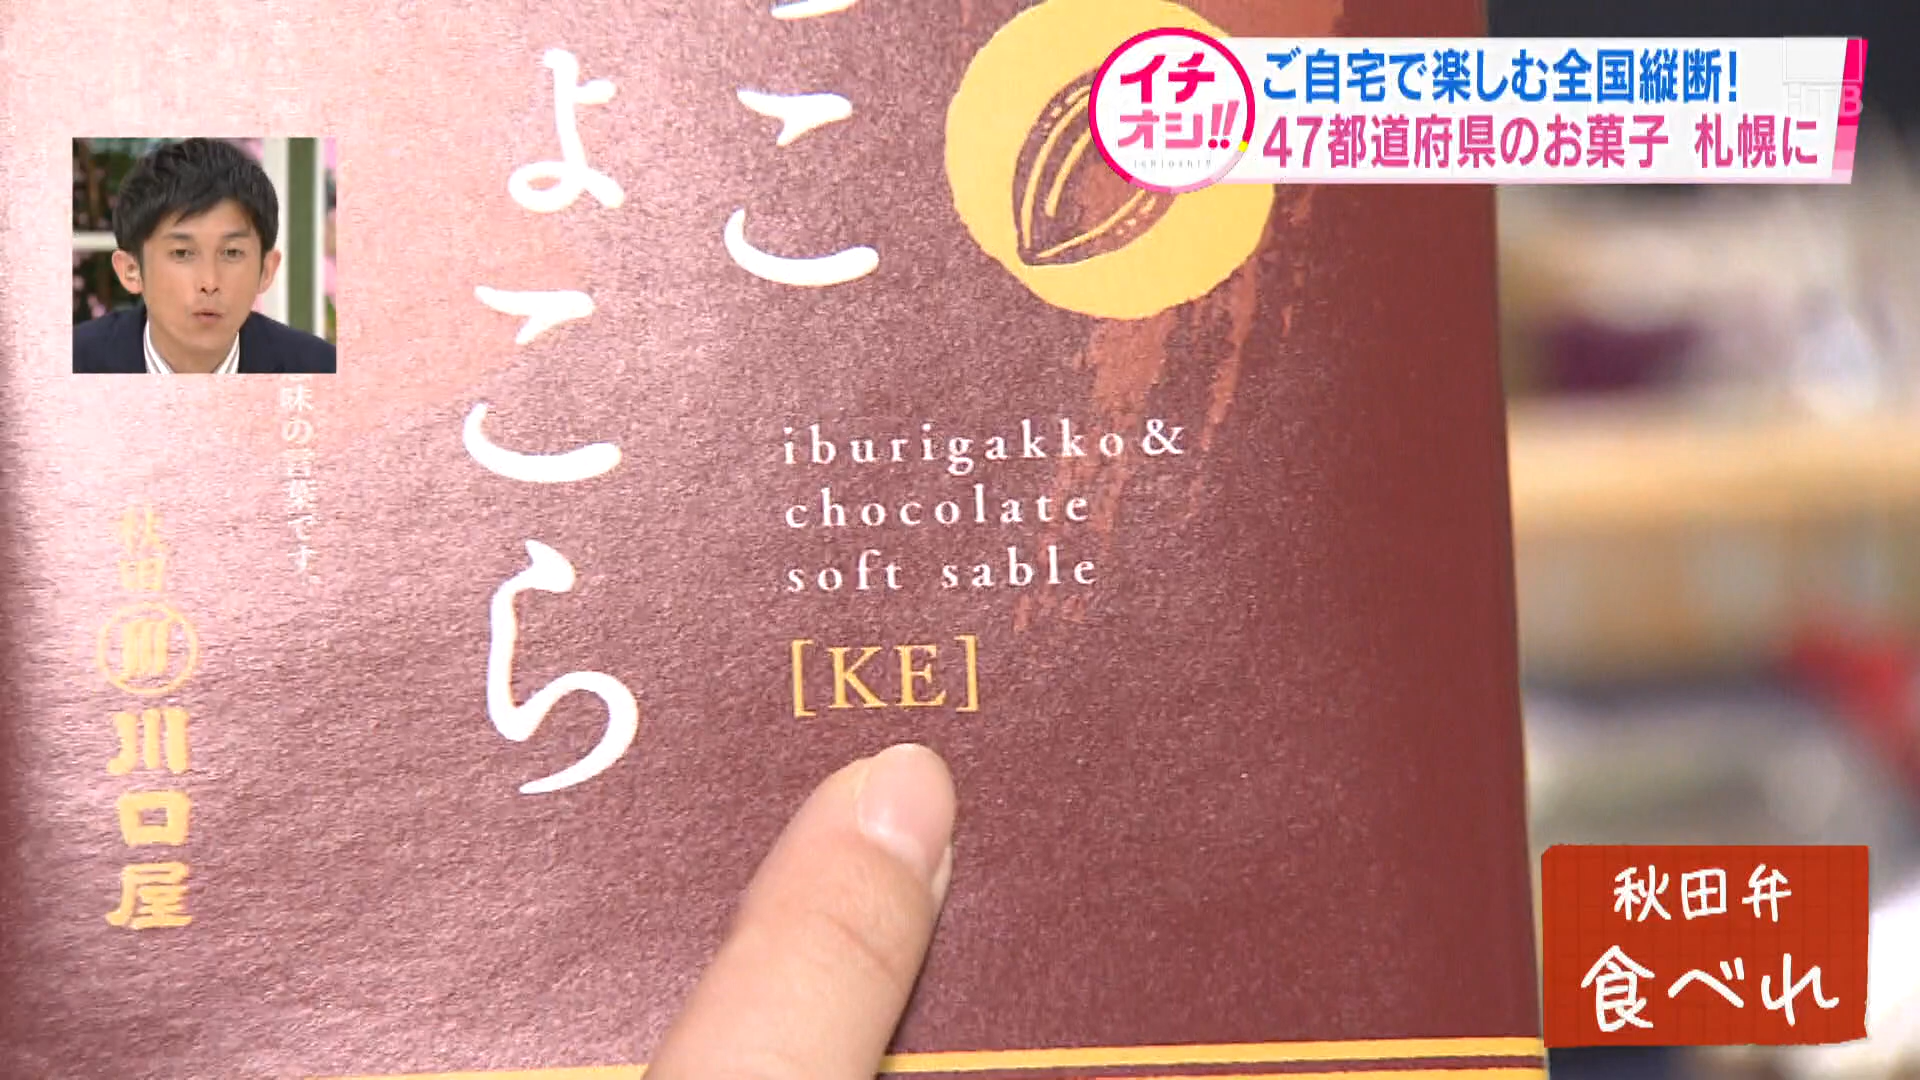 イチ
オシ!!
ご自宅で楽しむ全国縦断!
47都道府県のお菓子 札幌に
HTB
ここ
よこら
iburigakko&
chocolate
soft sable
[KE]
味の言葉です。
秋田
川口屋
秋田弁
食べれ